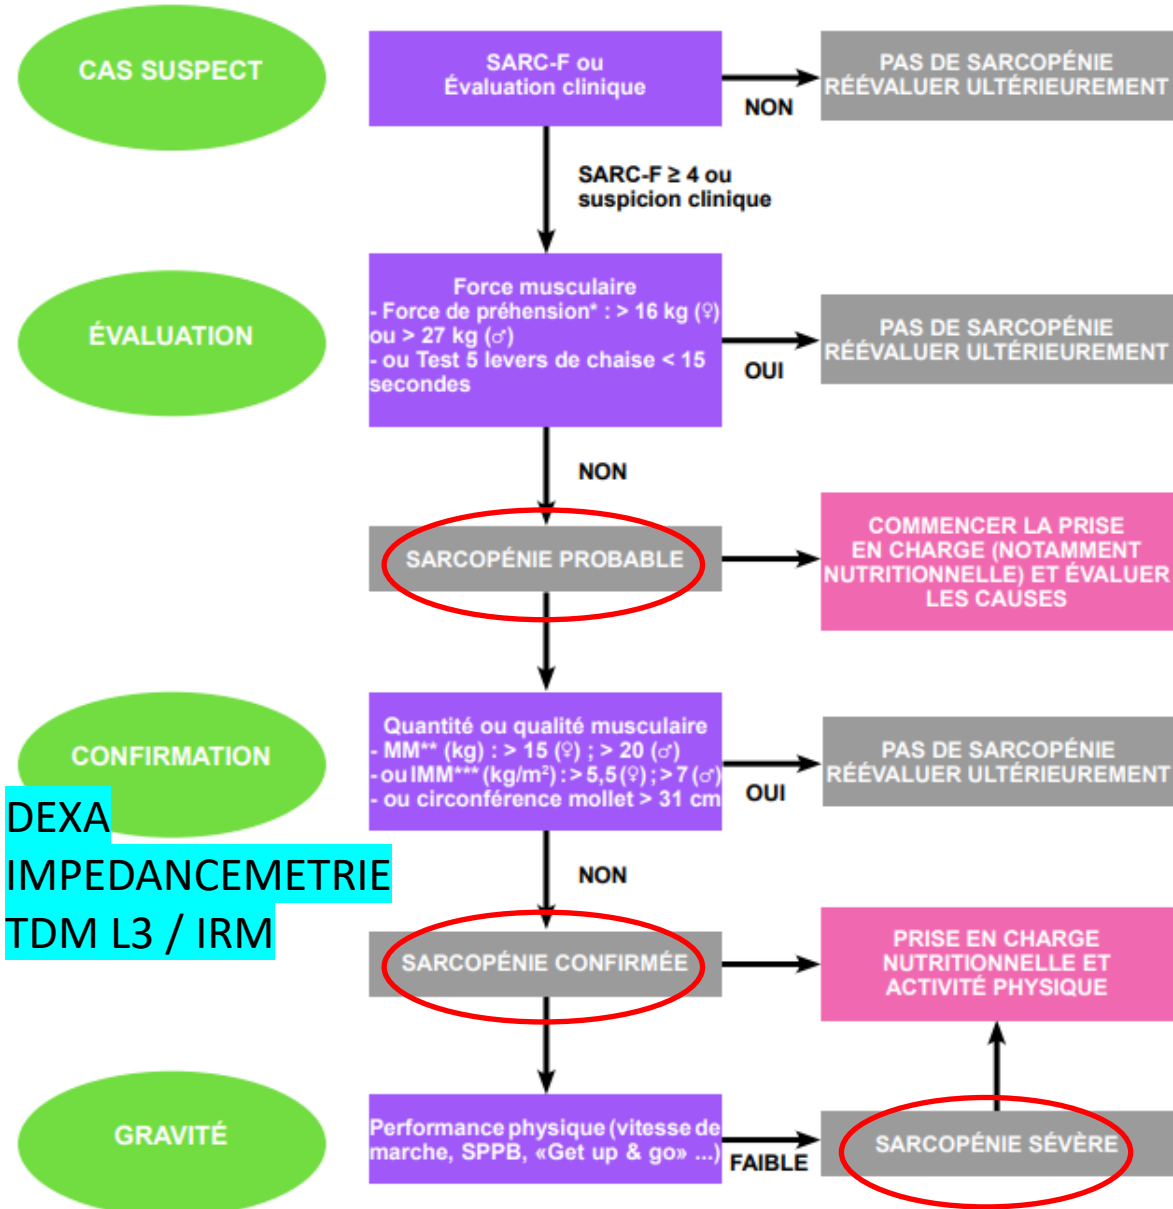 CAS SUSPECT
SARC-F ou
Évaluation clinique
NON
PAS DE SARCOPÉNIE
RÉÉVALUER ULTÉRIEUREMENT
SARC-F ≥ 4 ou
suspicion clinique
ÉVALUATION
Force musculaire
- Force de préhension* : > 16 kg (♀)
ou > 27 kg (♂)
- ou Test 5 levers de chaise < 15
secondes
OUI
PAS DE SARCOPÉNIE
RÉÉVALUER ULTÉRIEUREMENT
NON
SARCOPÉNIE PROBABLE
COMMENCER LA PRISE
EN CHARGE (NOTAMMENT
NUTRITIONNELLE) ET ÉVALUER
LES CAUSES
CONFIRMATION
DEXA
IMPEDANCEMETRIE
TDM L3 / IRM
Quantité ou qualité musculaire
- MM** (kg) : > 15 (♀) ; > 20 (♂)
- ou IMM*** (kg/m²) : > 5,5 (♀) ; > 7 (♂)
- ou circonférence mollet > 31 cm
OUI
PAS DE SARCOPÉNIE
RÉÉVALUER ULTÉRIEUREMENT
NON
SARCOPÉNIE CONFIRMÉE
PRISE EN CHARGE
NUTRITIONNELLE ET
ACTIVITÉ PHYSIQUE
GRAVITÉ
Performance physique (vitesse de
marche, SPPB, «Get up & go» ...)
FAIBLE
SARCOPÉNIE SÉVÈRE